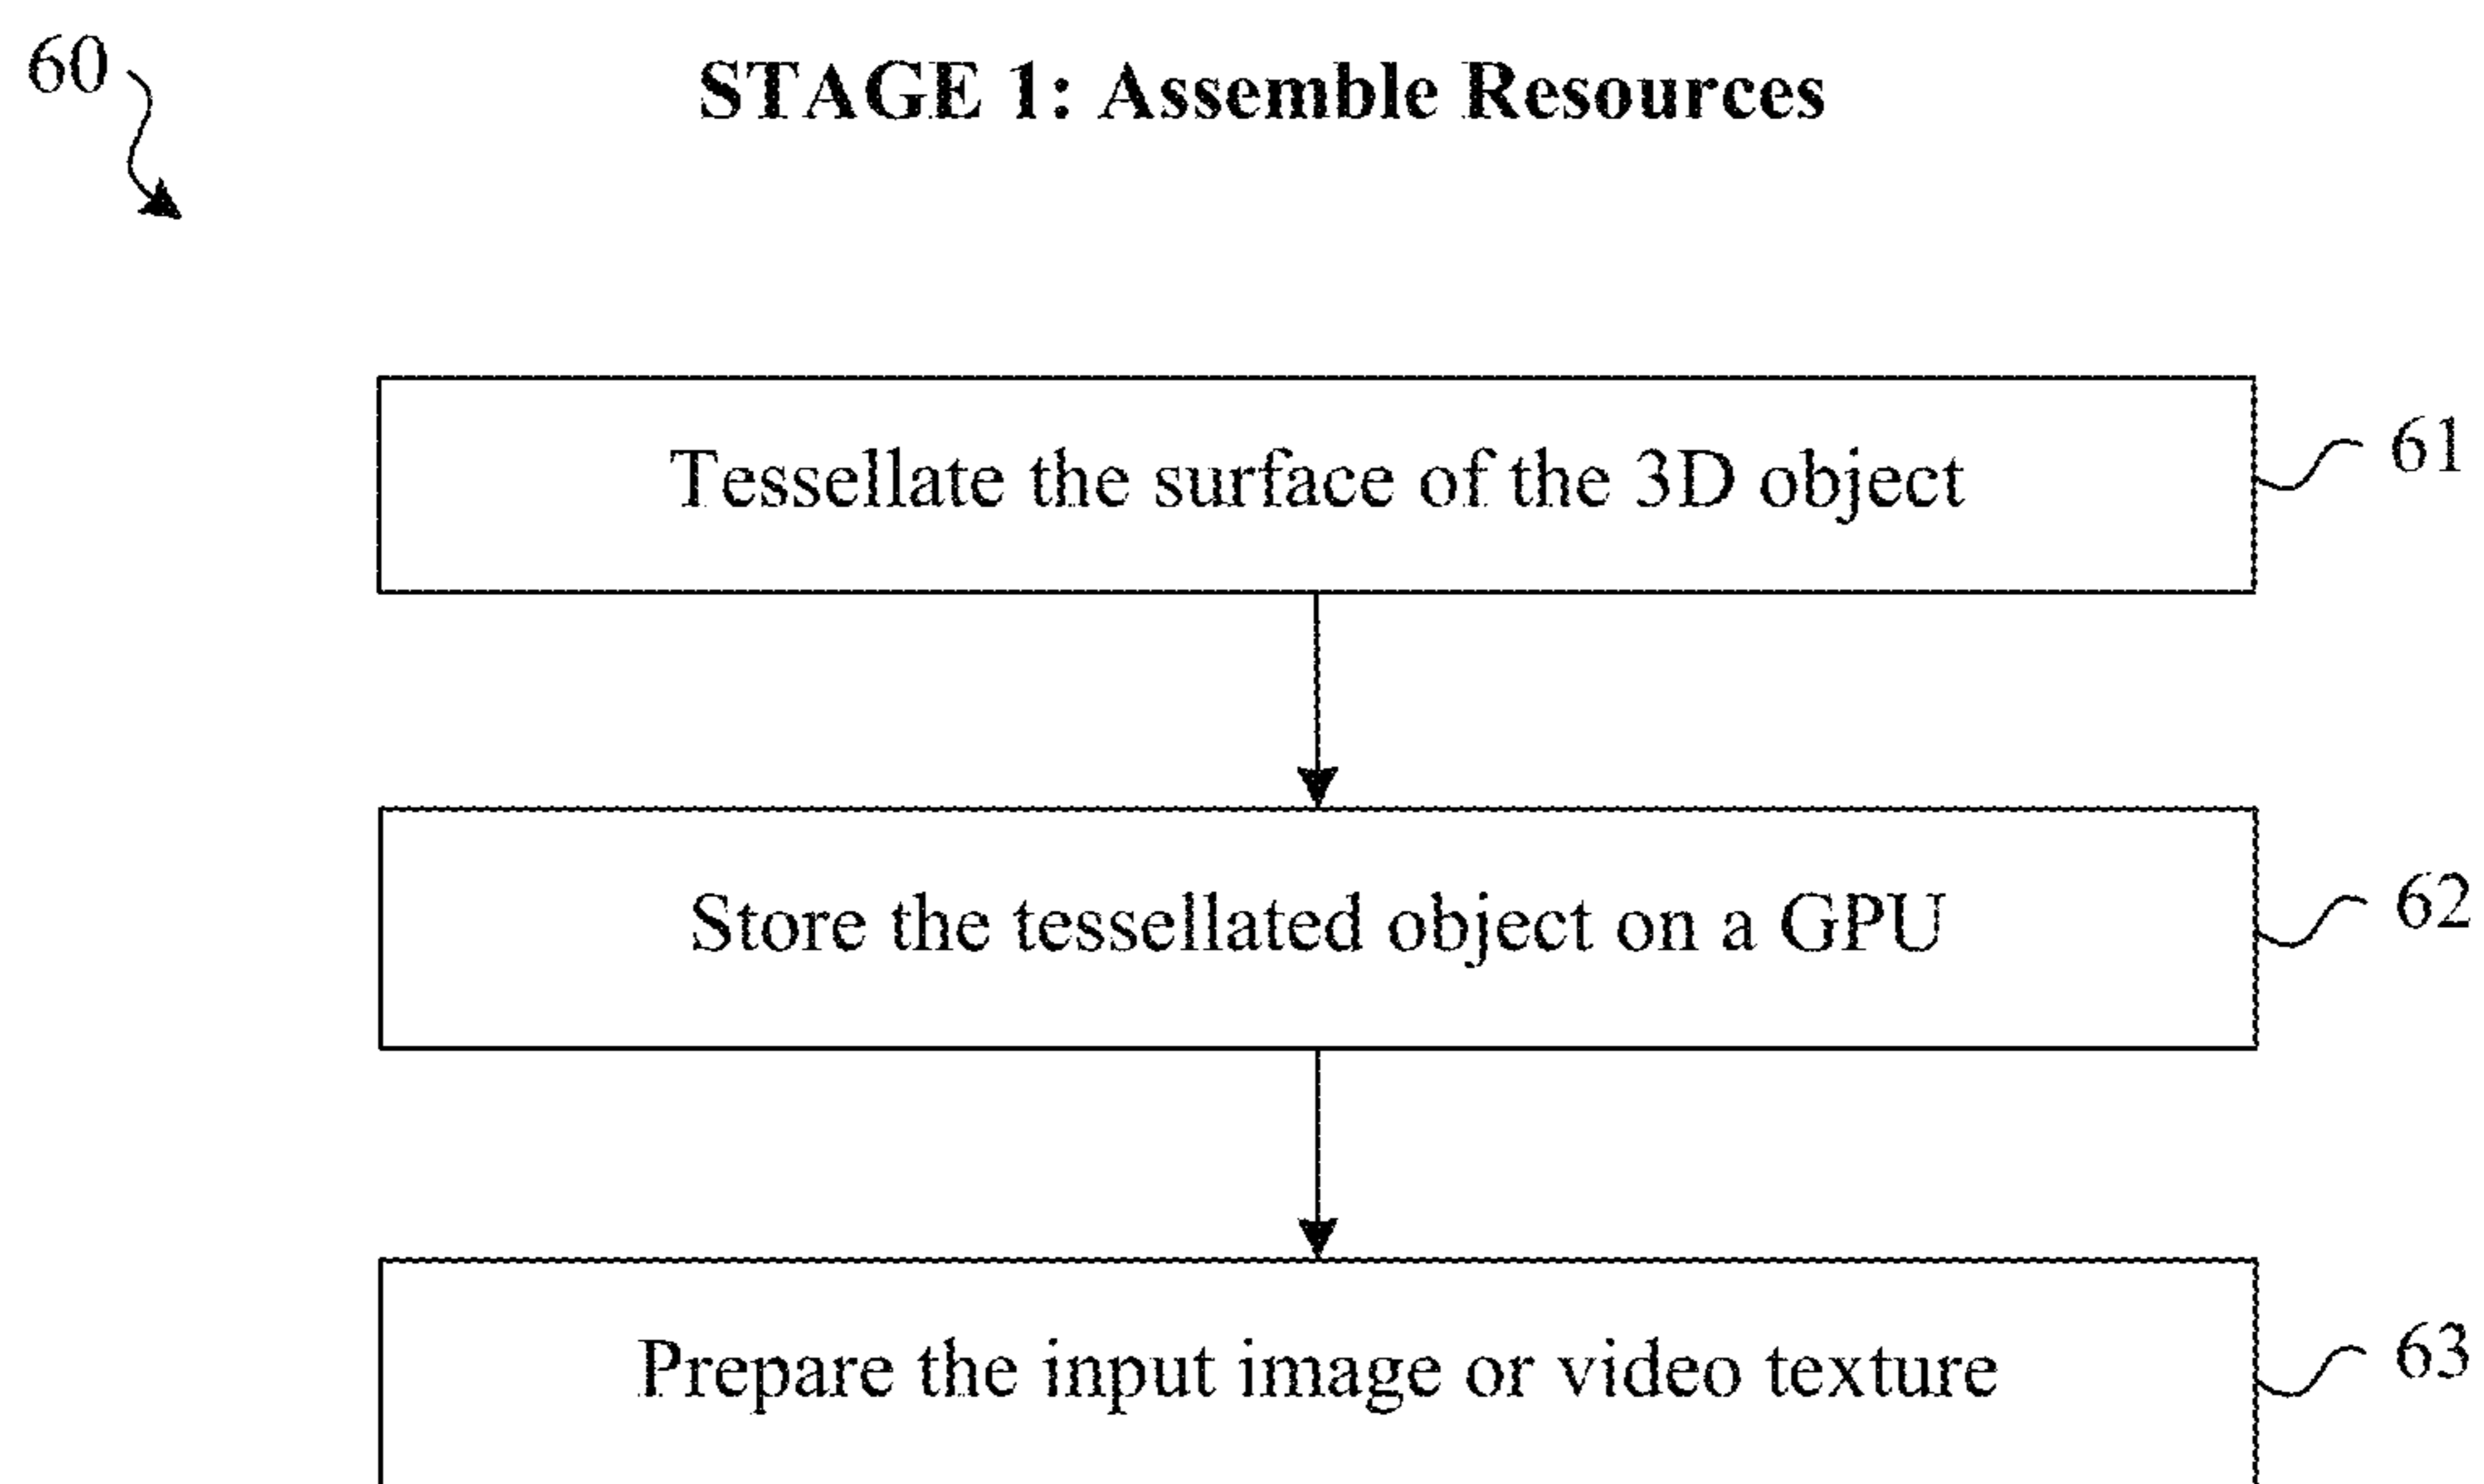 60
STAGE 1: Assemble Resources
Tessellate the surface of the 3D object
61
Store the tessellated object on a GPU
62
Prepare the input image or video texture
63